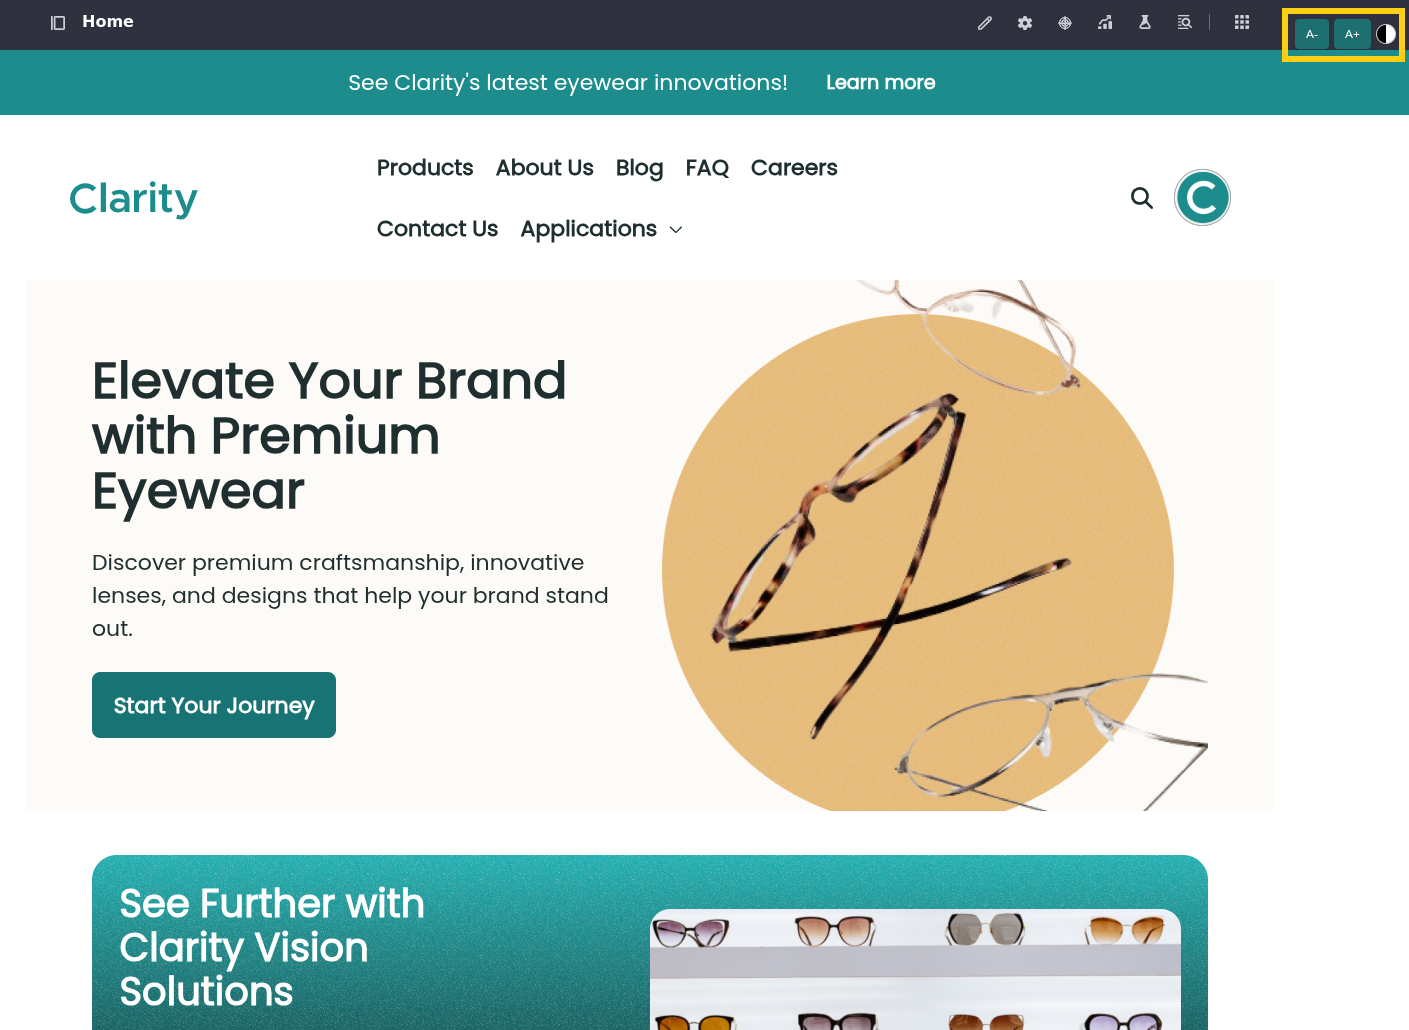 Home
A-
A+
See Clarity's latest eyewear innovations!
Learn more
Clarity
Products
About Us
Blog
FAQ
Careers
Contact Us
Applications
C
Elevate Your Brand
with Premium
Eyewear
Discover premium craftsmanship, innovative
lenses, and designs that help your brand stand
out.
Start Your Journey
See Further with
Clarity Vision
Solutions